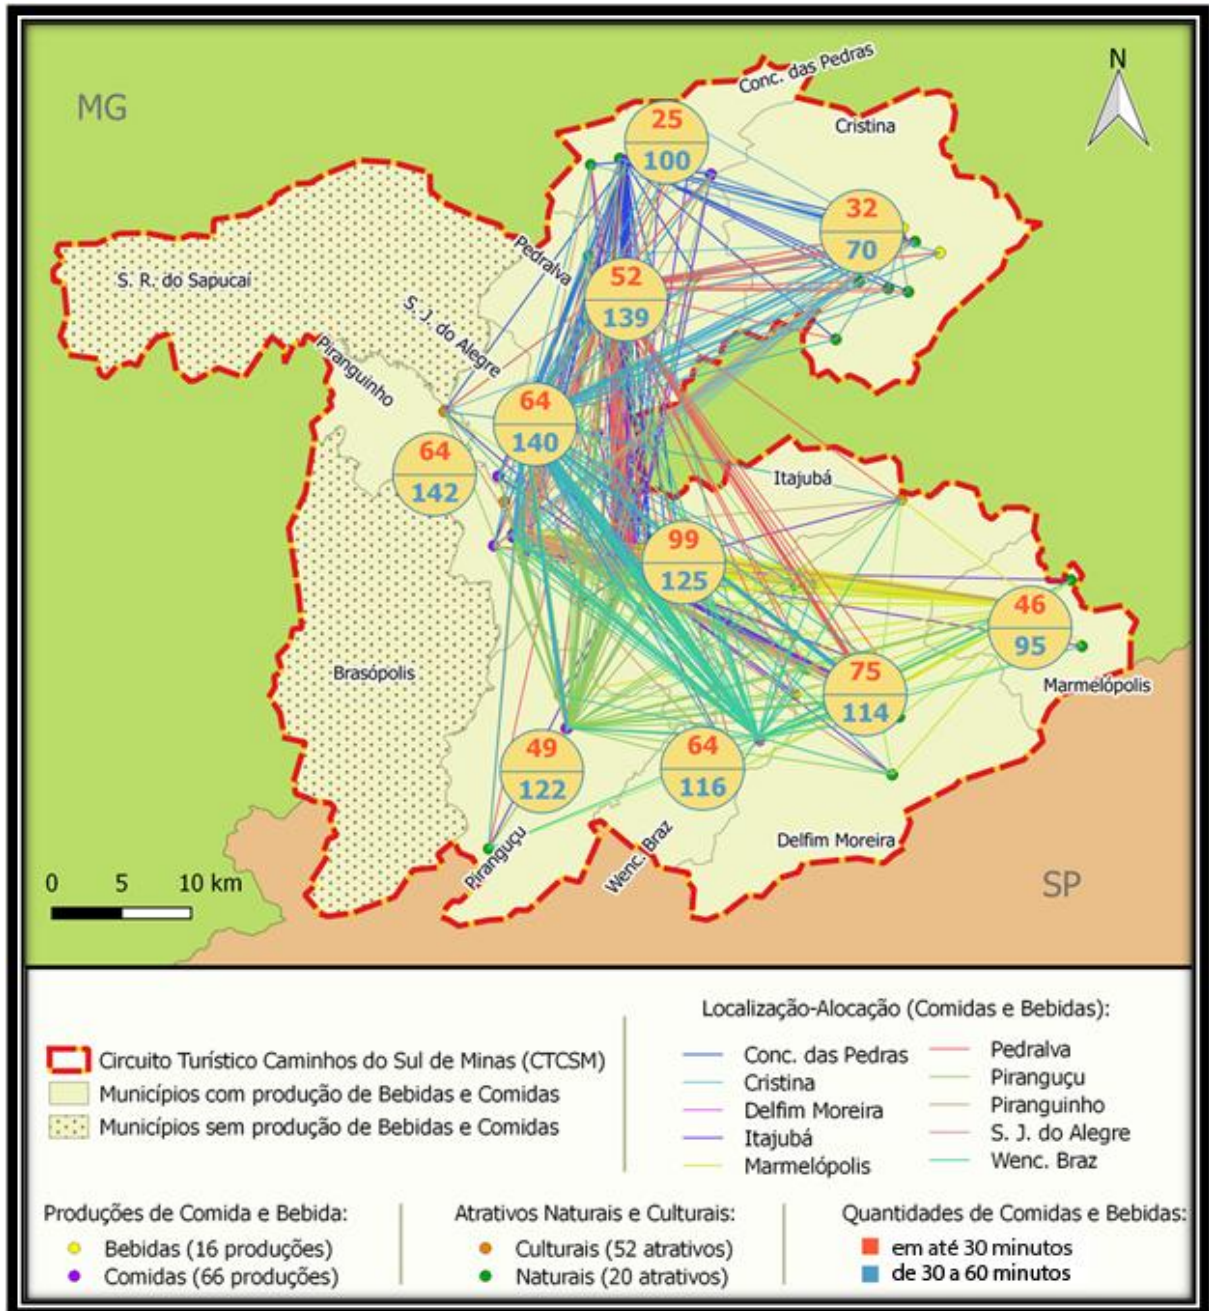 MG
N
Conc. das Pedras
Cristina
25
100
32
70
Pedralva
S. R. do Sapucaí
52
139
S. J. do Alegre
Piranguinho
64
140
64
142
Itajubá
99
125
46
95
Brasópolis
75
114
Marmelópolis
49
122
64
116
Piranguçu
Wenc. Braz
Delfim Moreira
SP
0 5 10 km
Circuito Turístico Caminhos do Sul de Minas (CTCSM)
Municípios com produção de Bebidas e Comidas
Municípios sem produção de Bebidas e Comidas
Localização-Alocação (Comidas e Bebidas):
Conc. das Pedras
Cristina
Delfim Moreira
Itajubá
Marmelópolis
Pedralva
Piranguçu
Piranguinho
S. J. do Alegre
Wenc. Braz
Produções de Comida e Bebida:
Bebidas (16 produções)
Comidas (66 produções)
Atrativos Naturais e Culturais:
Culturais (52 atrativos)
Naturais (20 atrativos)
Quantidades de Comidas e Bebidas:
em até 30 minutos
de 30 a 60 minutos